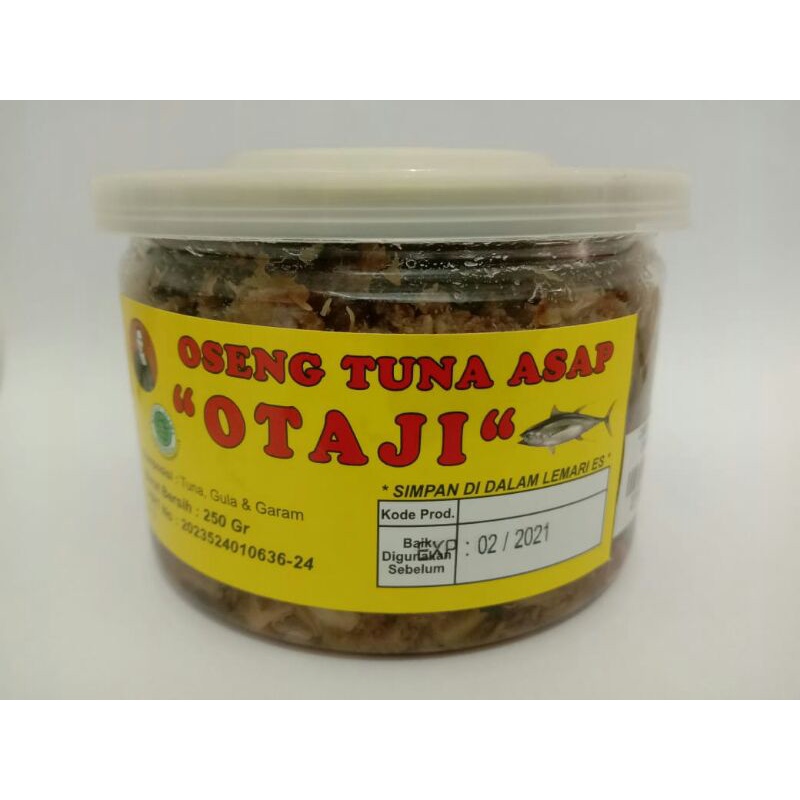 OSENG TUNA ASAP
"OTAJI"
* SIMPAN DI DALAM LEMARI ES *
: Tuna, Gula & Garam
Bersih : 250 Gr
No : 2023524010636-24
Kode Prod.
Baik
Digunakan
Sebelum
EXP : 02 / 2021